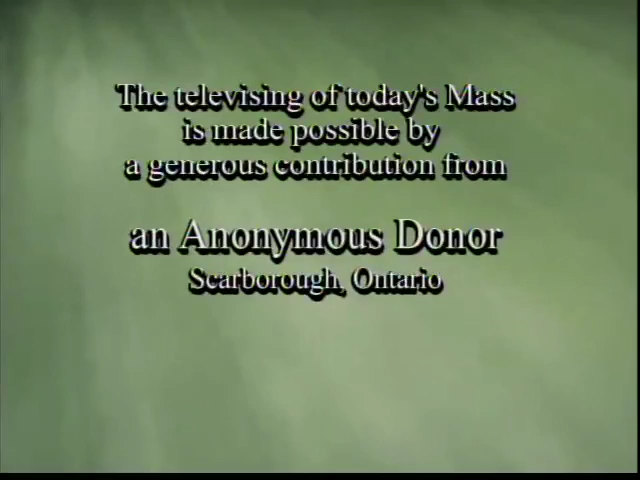 The televising of today's Mass
is made possible by
a generous contribution from
an Anonymous Donor
Scarborough, Ontario